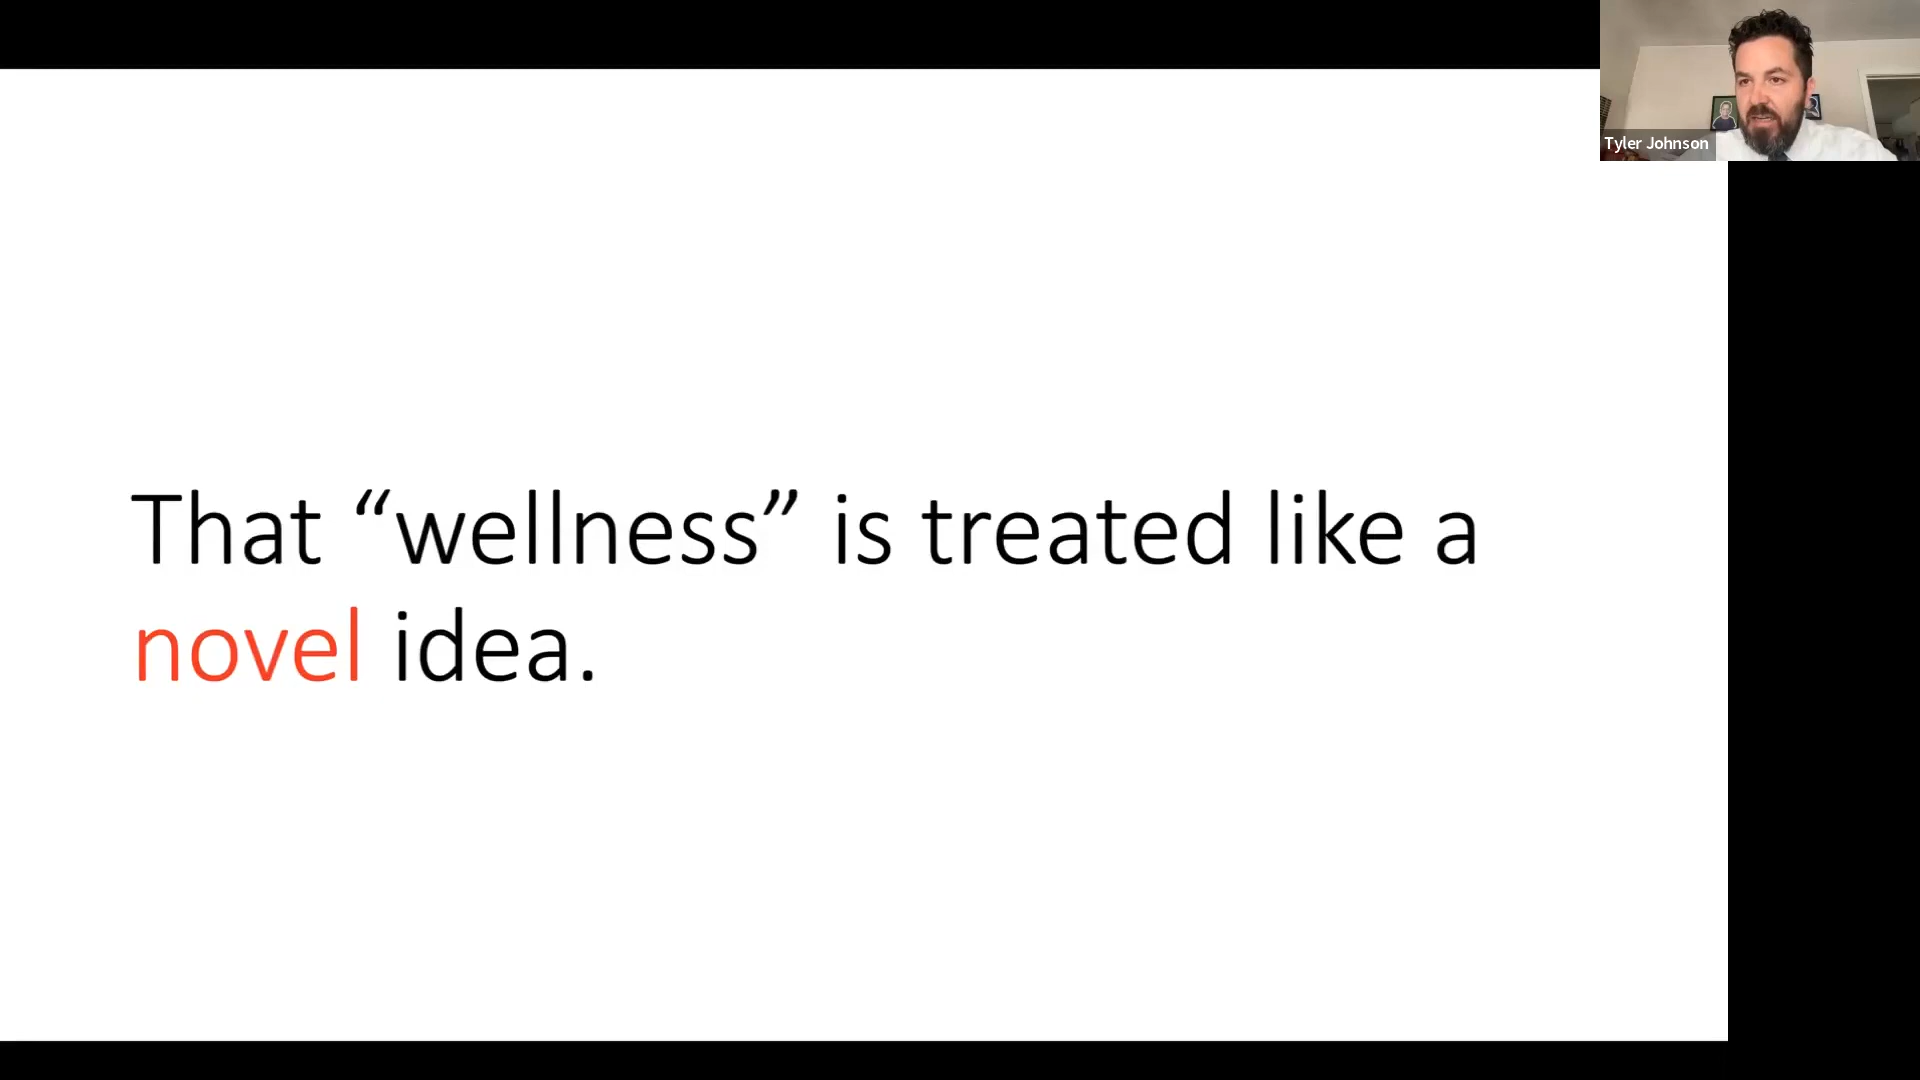 Tyler Johnson
That “wellness” is treated like a
novel idea.